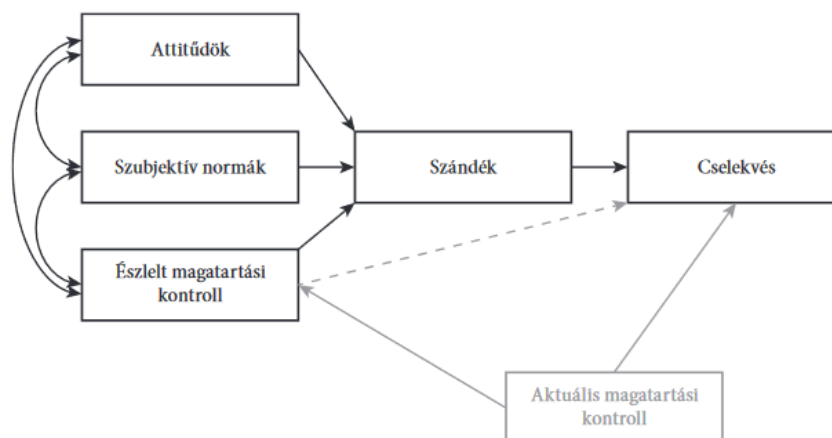 Attitűdök
Szubjektív normák
Szándék
Cselekvés
Észlelt magatartási
kontroll
Aktuális magatartási
kontroll